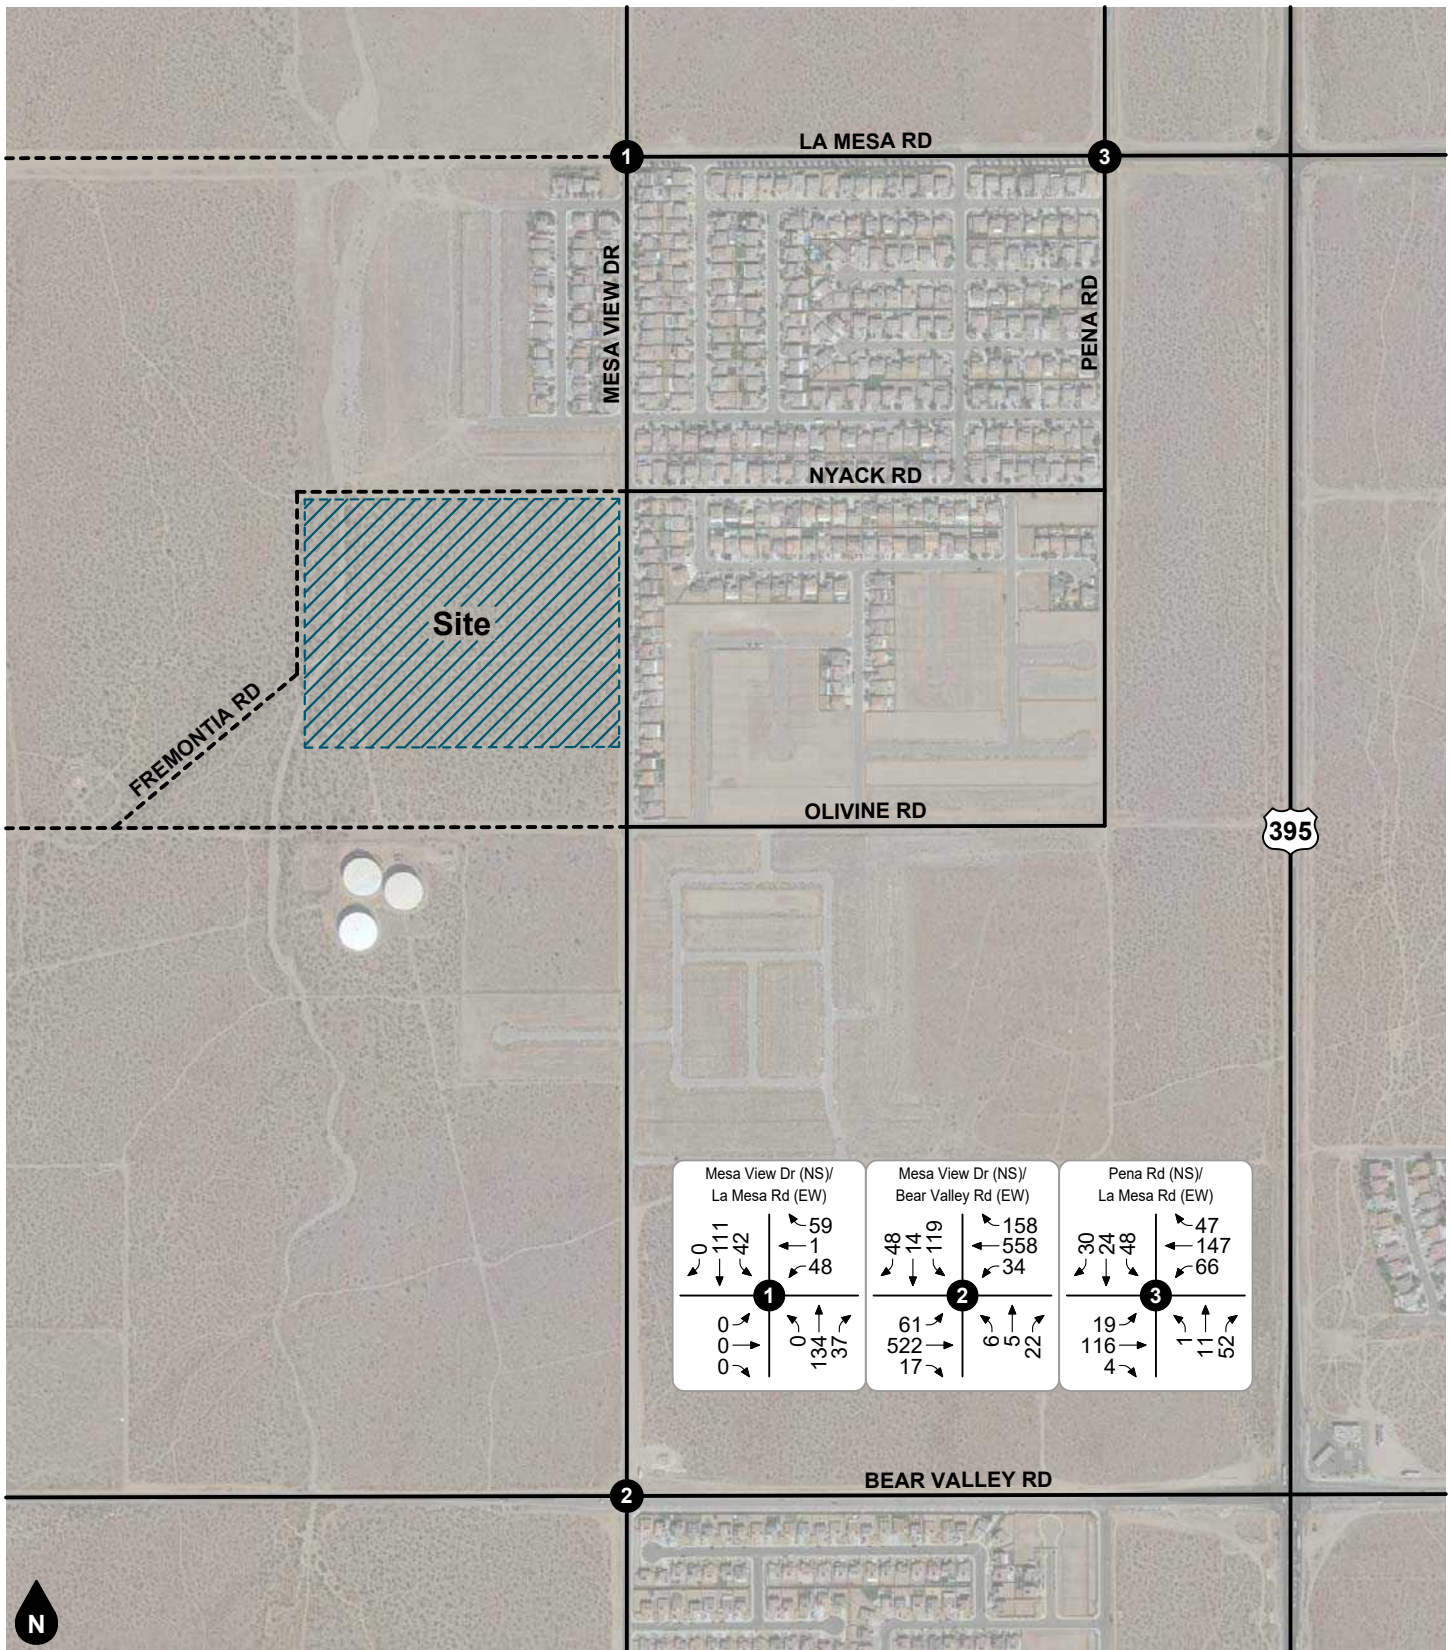 LA MESA RD
1
3
MESA VIEW DR
PENA RD
NYACK RD
Site
FREMONTIA RD
OLIVINE RD
395
Mesa View Dr (NS)/
La Mesa Rd (EW)
0
111
42
59
1
48
1
0
0
0
0
134
37
Mesa View Dr (NS)/
Bear Valley Rd (EW)
48
14
119
158
558
34
2
61
522
17
6
5
22
Pena Rd (NS)/
La Mesa Rd (EW)
30
24
48
47
147
66
3
19
116
4
1
11
52
BEAR VALLEY RD
2
N